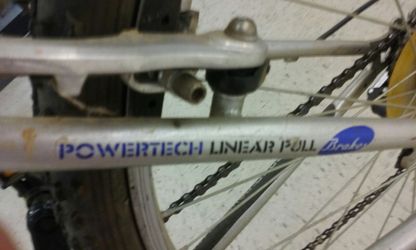 POWERTECH LINEAR PULL Brakes